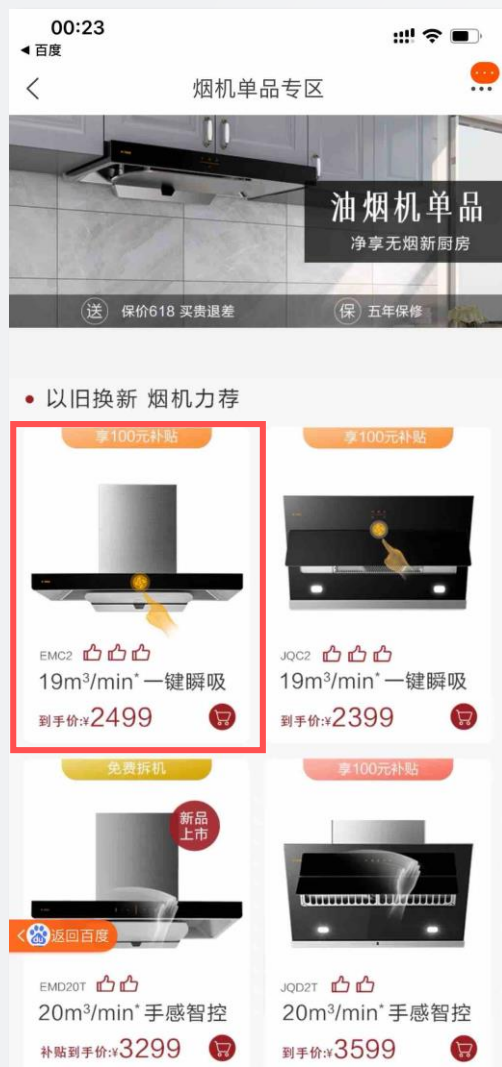 00:23
◀ 百度
烟机单品专区
油烟机单品
净享无烟新厨房
送 保价618 买贵退差
保 五年保修
以旧换新 烟机力荐
享100元补贴
享100元补贴
EMC2
JQC2
19m³/min* 一键瞬吸
19m³/min* 一键瞬吸
到手价:¥2499
到手价:¥2399
免费拆机
享100元补贴
新品
上市
du 返回百度
EMD20T
JQD2T
20m³/min* 手感智控
20m³/min* 手感智控
补贴到手价:¥3299
到手价:¥3599